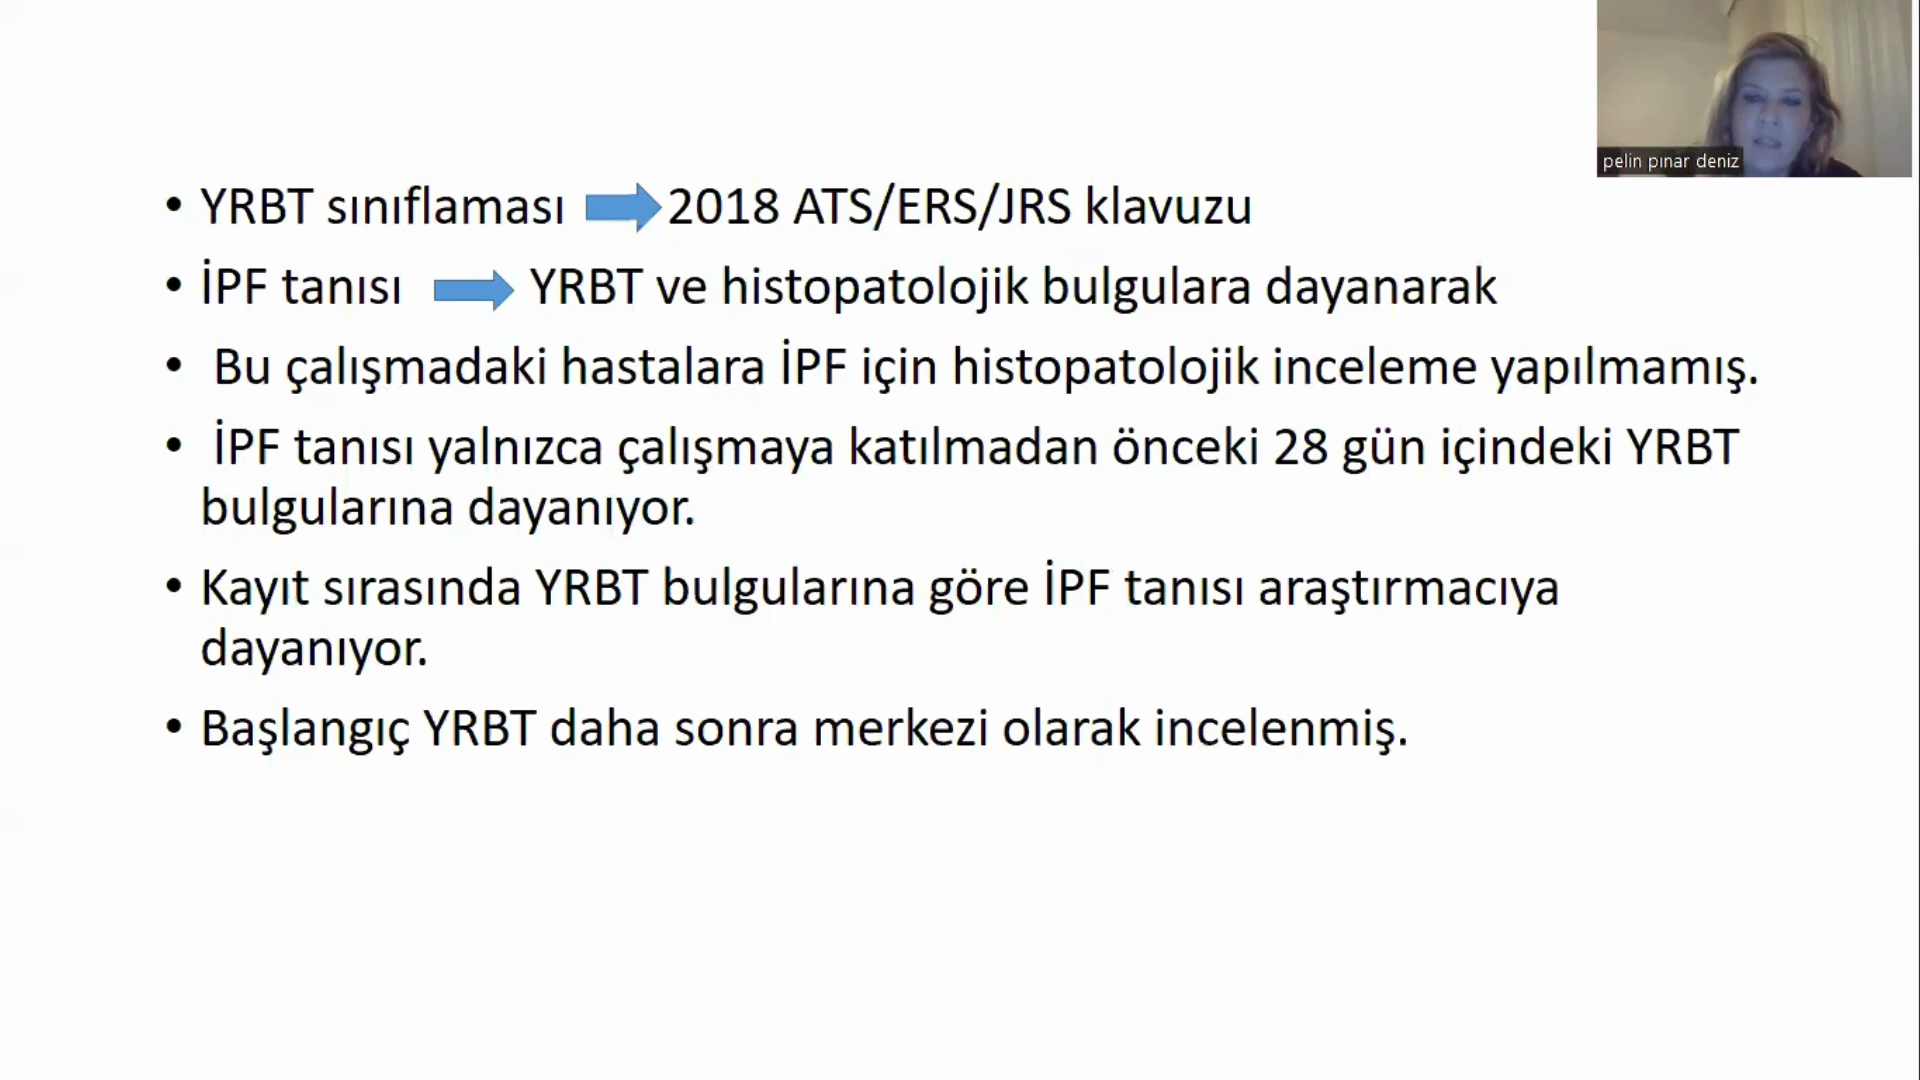 pelin pınar deniz
• YRBT sınıflaması 2018 ATS/ERS/JRS klavuzu
• İPF tanısı YRBT ve histopatolojik bulgulara dayanarak
• Bu çalışmadaki hastalara İPF için histopatolojik inceleme yapılmamış.
• İPF tanısı yalnızca çalışmaya katılmadan önceki 28 gün içindeki YRBT
bulgularına dayanıyor.
• Kayıt sırasında YRBT bulgularına göre İPF tanısı araştırmacıya
dayanıyor.
• Başlangıç YRBT daha sonra merkezi olarak incelenmiş.